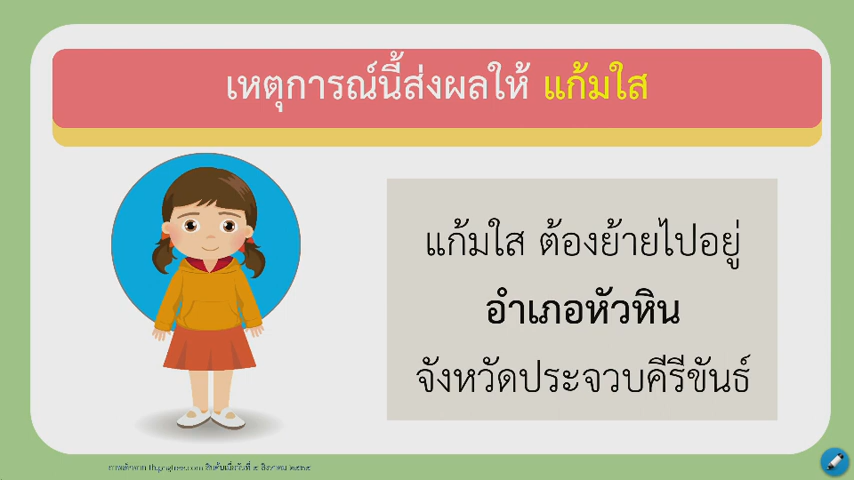 เหตุการณ์นี้ส่งผลให้ แก้มใส
แก้มใส ต้องย้ายไปอยู่
อำเภอหัวหิน
จังหวัดประจวบคีรีขันธ์